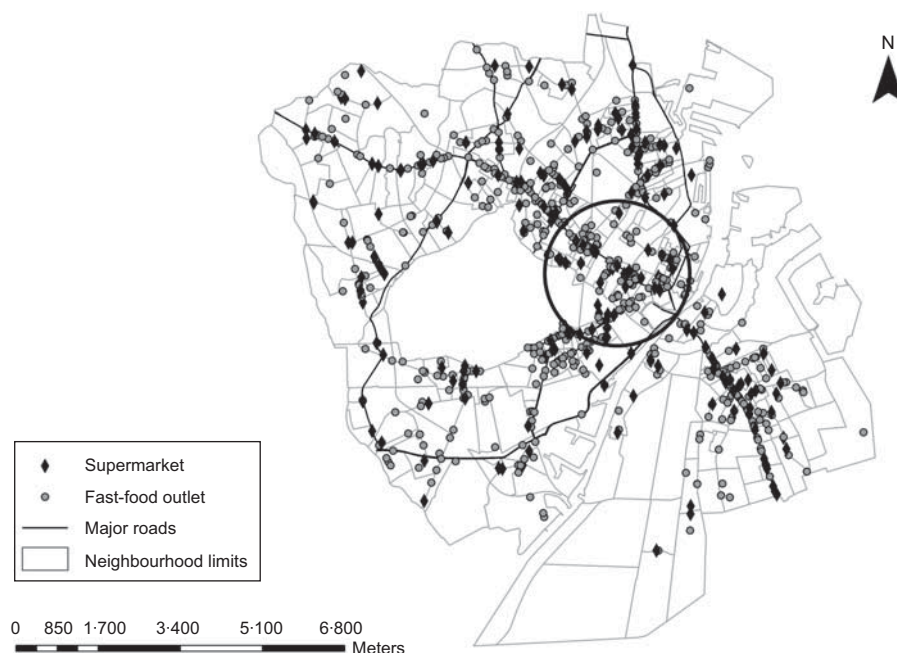 N
Supermarket
Fast-food outlet
Major roads
Neighbourhood limits
0 850 1·700 3·400 5·100 6·800
Meters